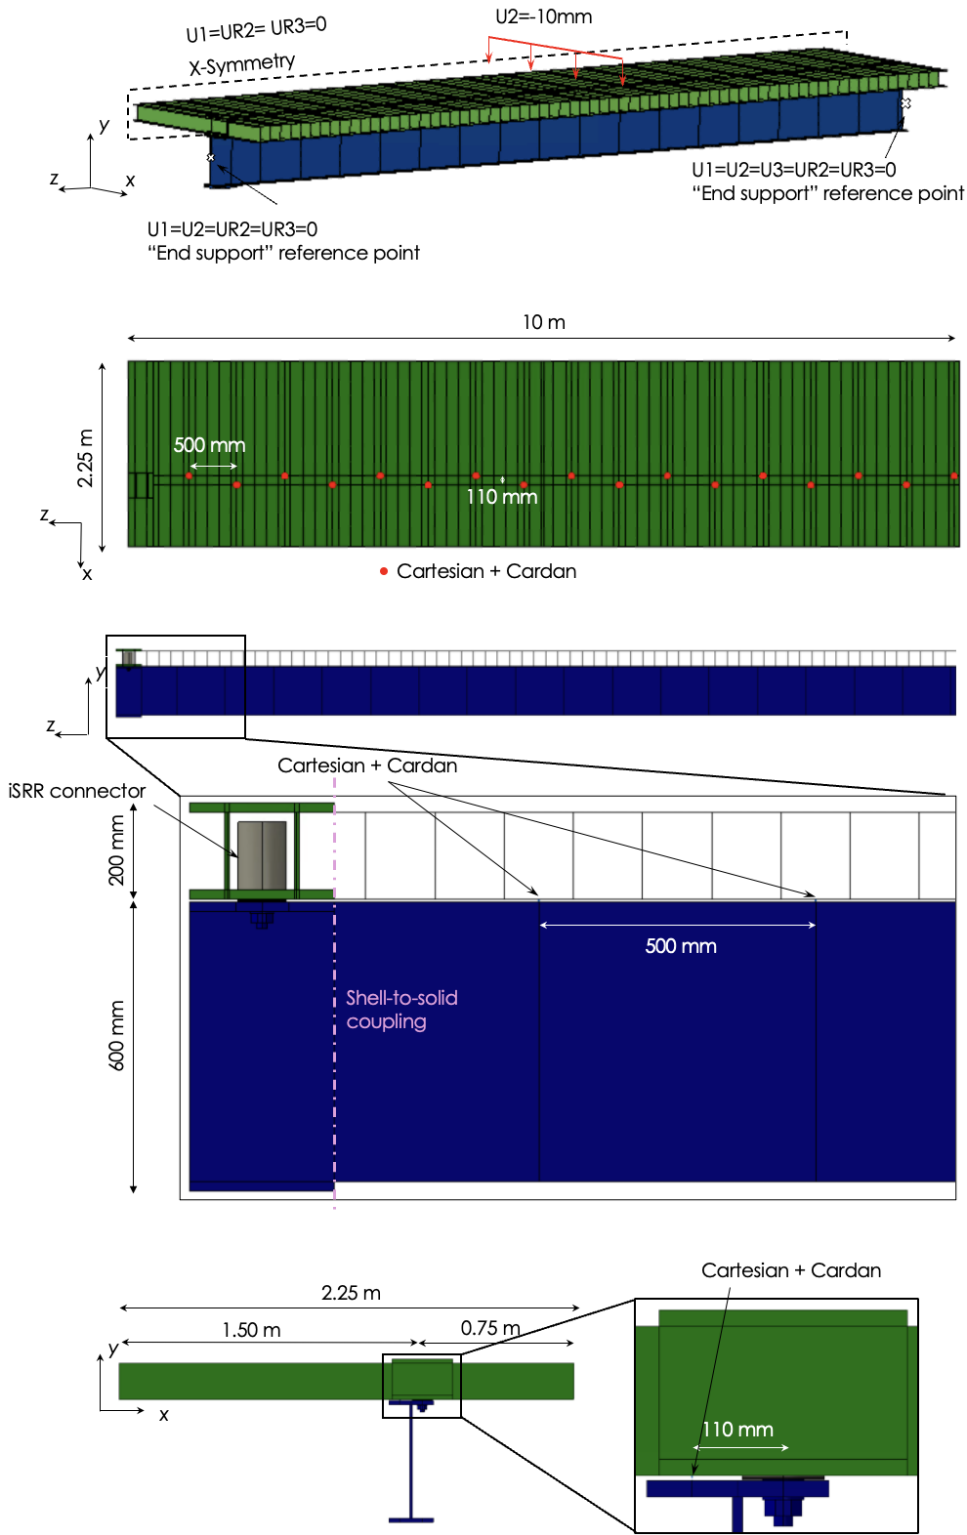 U1=UR2= UR3=0
X-Symmetry
U2=-10mm
y
z
x
U1=U2=U3=UR2=UR3=0
“End support” reference point
U1=U2=UR2=UR3=0
“End support” reference point
10 m
2.25 m
500 mm
110 mm
z
x
Cartesian + Cardan
y
z
Cartesian + Cardan
iSRR connector
200 mm
500 mm
600 mm
Shell-to-solid
coupling
Cartesian + Cardan
2.25 m
1.50 m
0.75 m
y
x
110 mm